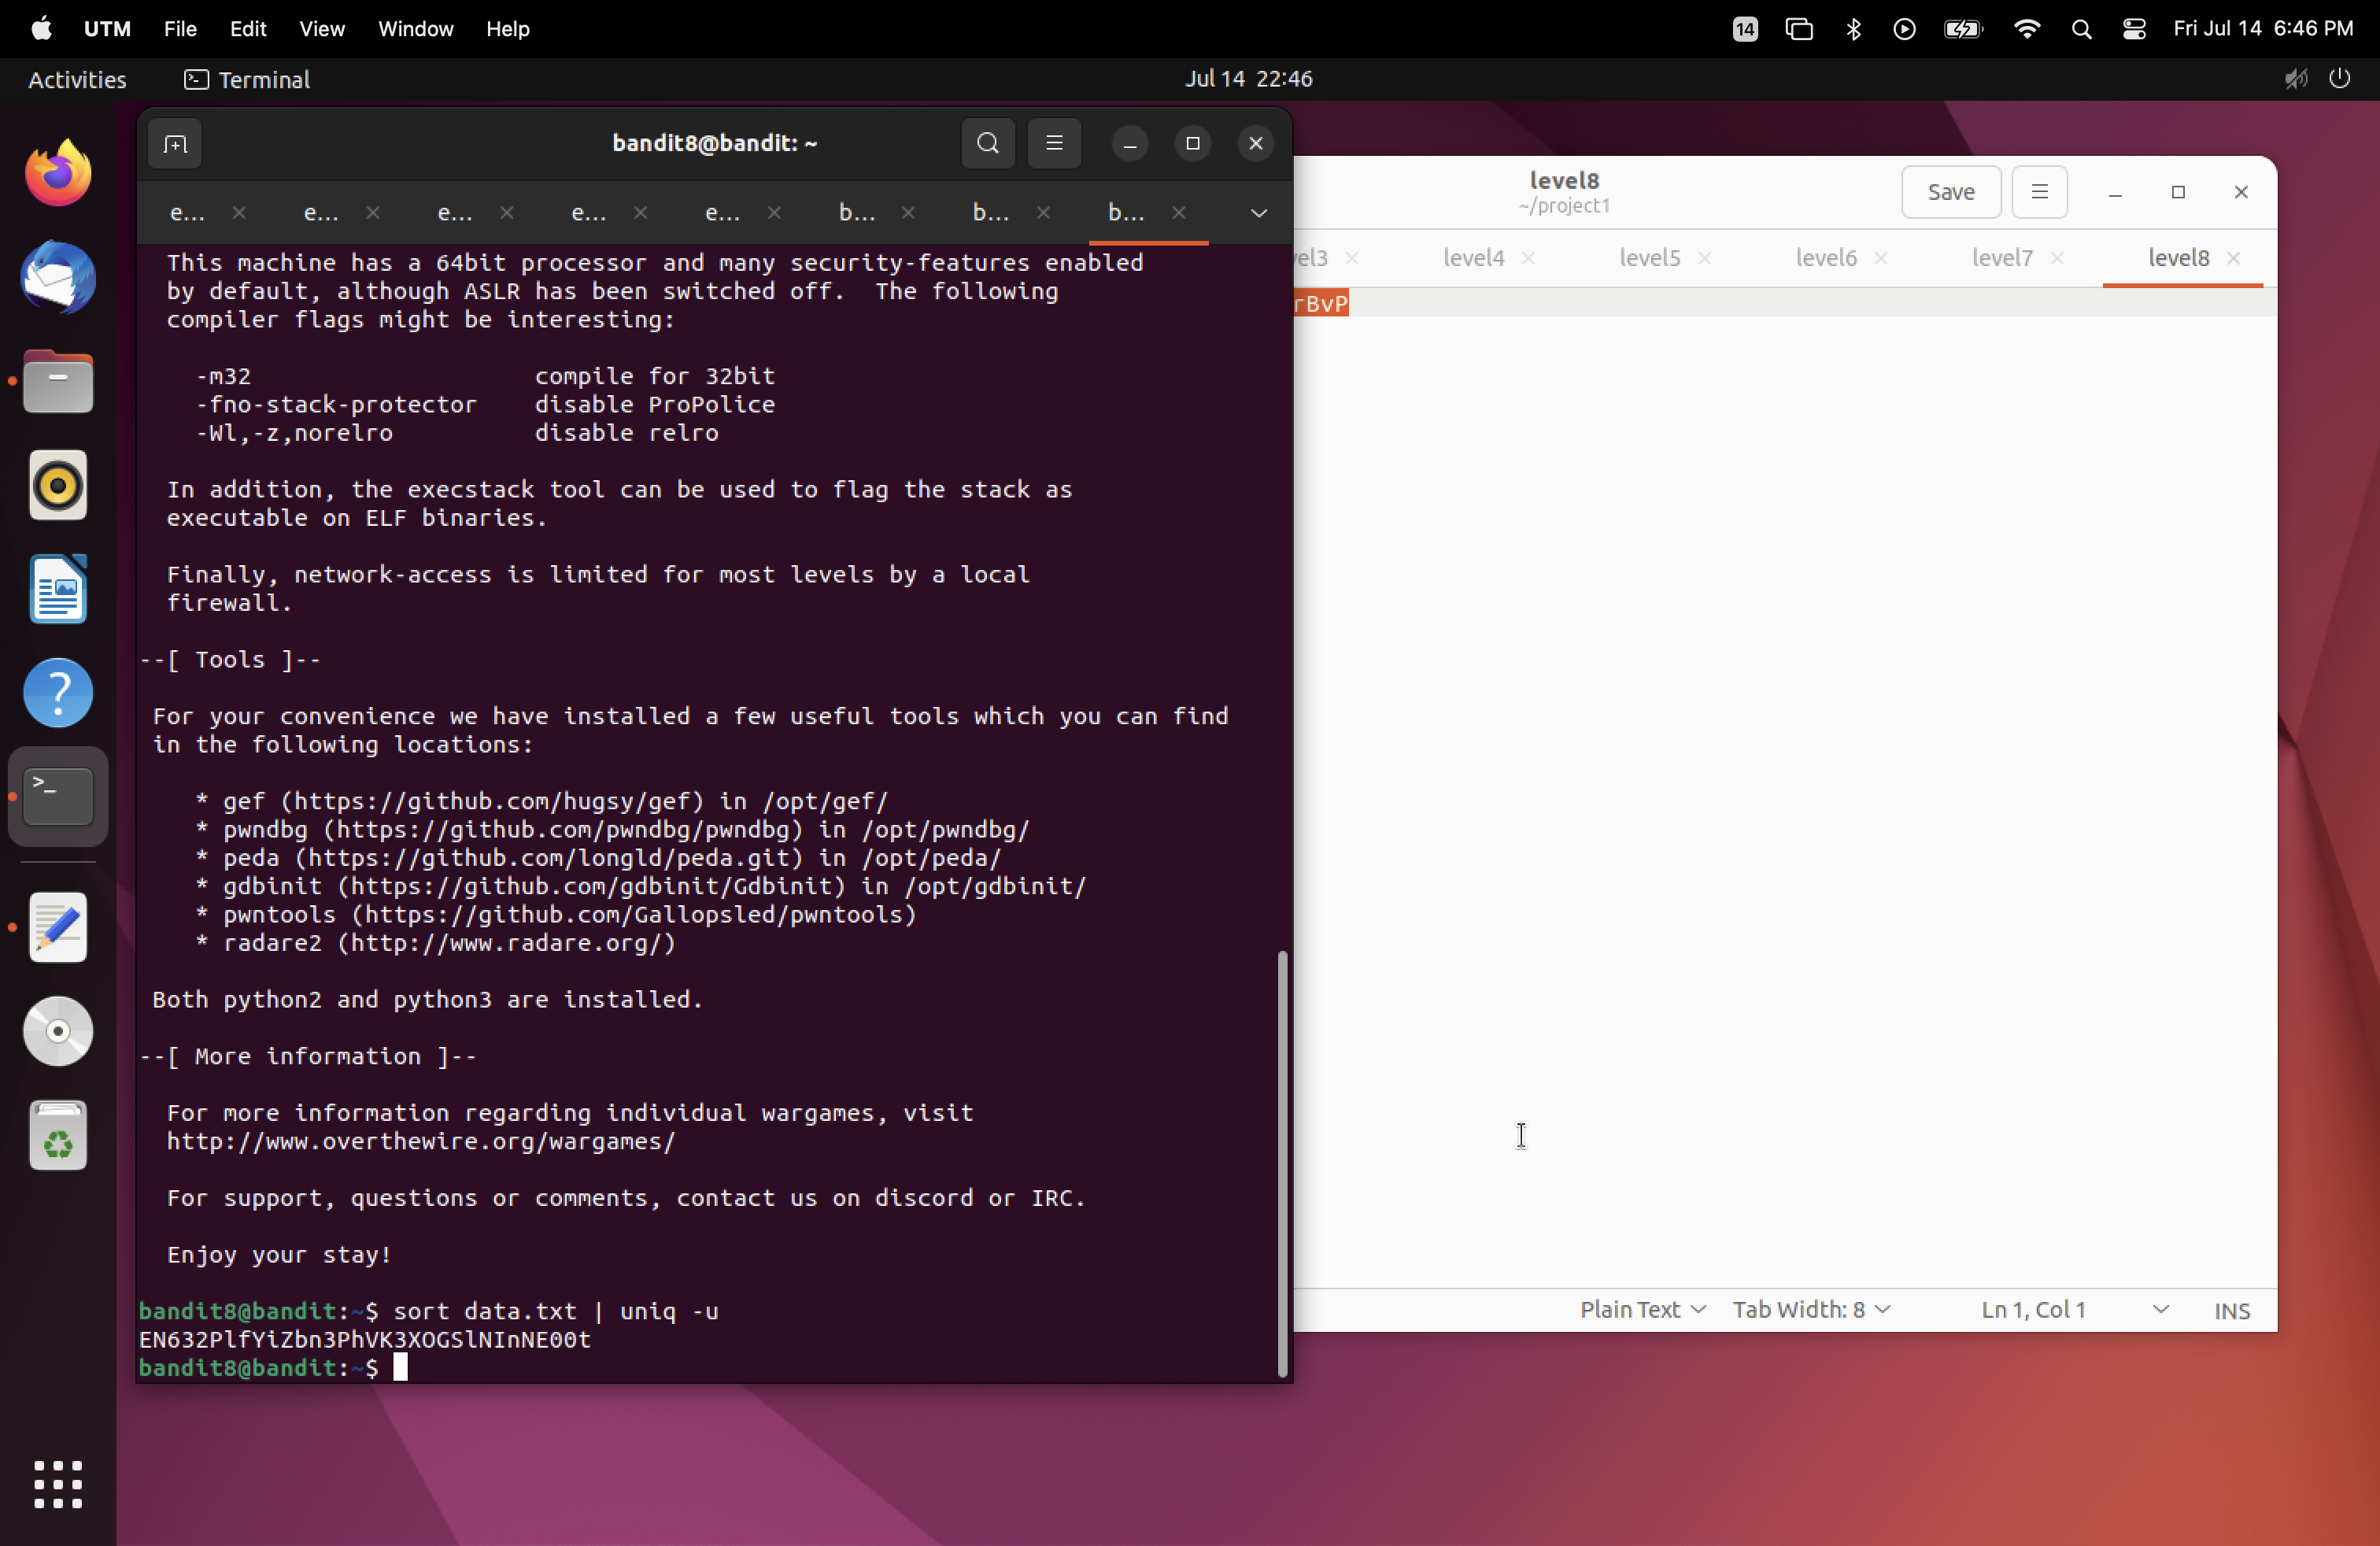 UTM File Edit View Window Help 14 Fri Jul 14 6:46 PM
Activities Terminal Jul 14 22:46
bandit8@bandit: ~
e... e... e... e... e... b... b... b...
This machine has a 64bit processor and many security-features enabled
by default, although ASLR has been switched off.  The following
compiler flags might be interesting:
-m32                    compile for 32bit
-fno-stack-protector    disable ProPolice
-Wl,-z,norelro          disable relro
In addition, the execstack tool can be used to flag the stack as
executable on ELF binaries.
Finally, network-access is limited for most levels by a local
firewall.
--[ Tools ]--
For your convenience we have installed a few useful tools which you can find
in the following locations:
* gef (https://github.com/hugsy/gef) in /opt/gef/
* pwndbg (https://github.com/pwndbg/pwndbg) in /opt/pwndbg/
* peda (https://github.com/longld/peda.git) in /opt/peda/
* gdbinit (https://github.com/gdbinit/Gdbinit) in /opt/gdbinit/
* pwntools (https://github.com/Gallopsled/pwntools)
* radare2 (http://www.radare.org/)
Both python2 and python3 are installed.
--[ More information ]--
For more information regarding individual wargames, visit
http://www.overthewire.org/wargames/
For support, questions or comments, contact us on discord or IRC.
Enjoy your stay!
bandit8@bandit:~$ sort data.txt | uniq -u
EN632PlfYiZbn3PhVK3XOGSlNInNE00t
bandit8@bandit:~$
level8
~/project1
Save
level4 level5 level6 level7 level8
rBvP
Plain Text Tab Width: 8 Ln 1, Col 1 INS